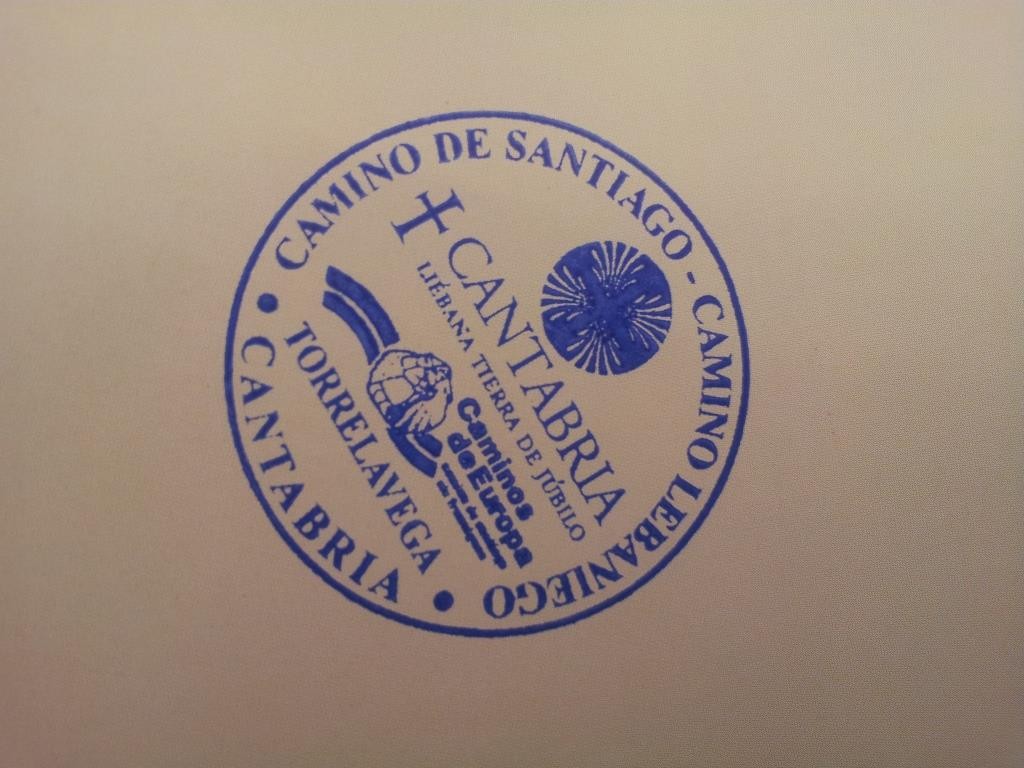 CAMINO DE SANTIAGO - CAMINO LEBANIEGO
CANTABRIA
LIÉBANA TIERRA DE JÚBILO
Caminos
de Europa
TORRELAVEGA
CANTABRIA